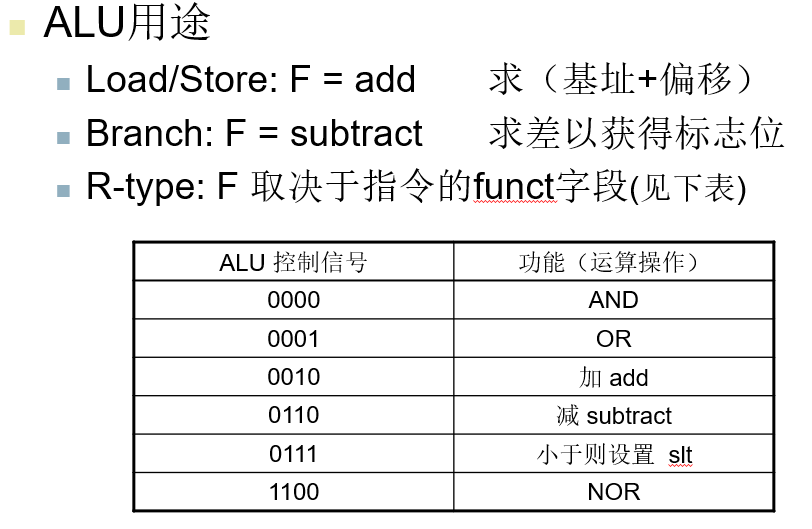 ALU用途
Load/Store: F = add 求（基址+偏移）
Branch: F = subtract 求差以获得标志位
R-type: F 取决于指令的funct字段(见下表)
ALU 控制信号 功能（运算操作）
0000 AND
0001 OR
0010 加 add
0110 减 subtract
0111 小于则设置 slt
1100 NOR